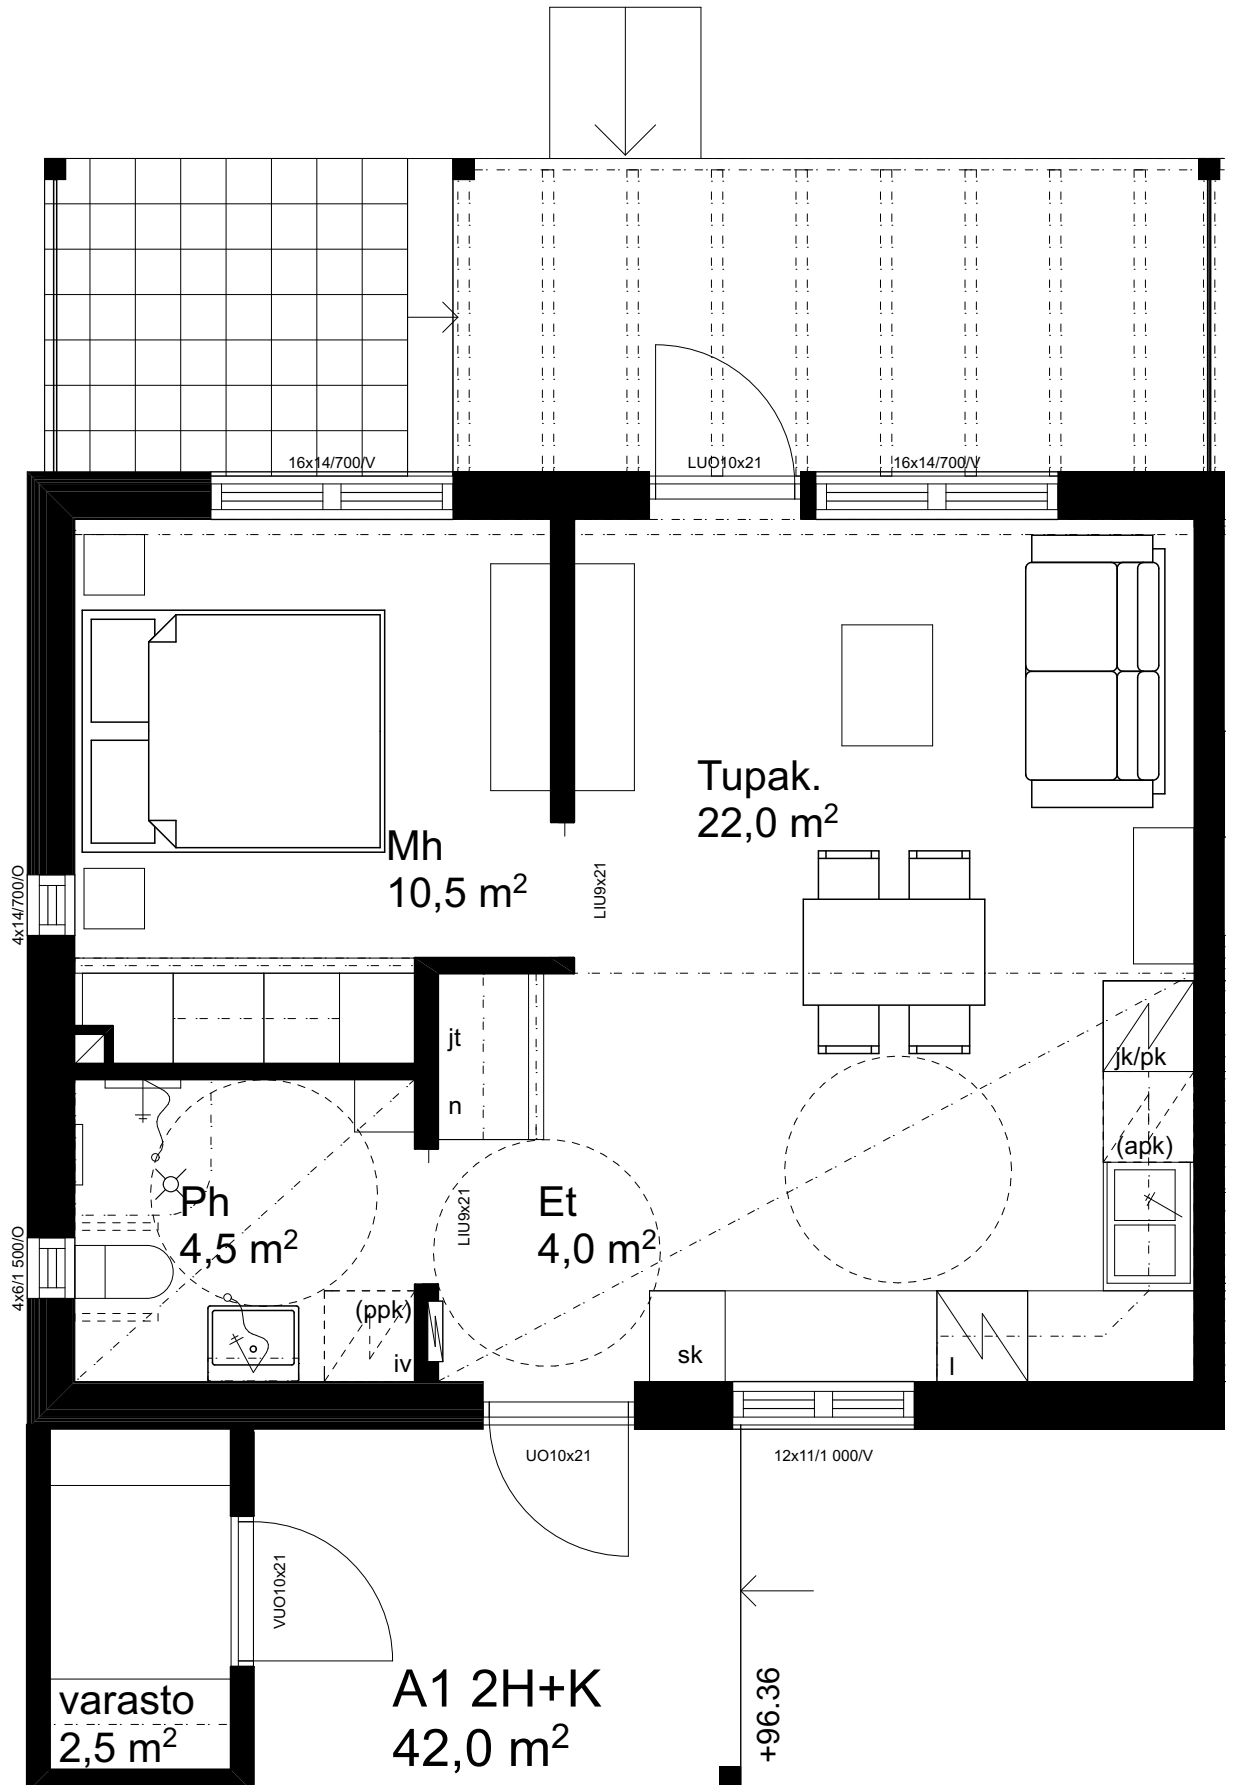 16x14/700/V
LUO10x21
16x14/700/V
Tupak.
22,0 m²
Mh
10,5 m²
LIU9x21
4x14/700/O
jt
n
jk/pk
(apk)
Ph
4,5 m²
LIU9x21
Et
4,0 m²
4x6/1 500/O
(ppk)
iv
sk
l
UO10x21
12x11/1 000/V
VUO10x21
A1 2H+K
42,0 m²
+96.36
varasto
2,5 m²